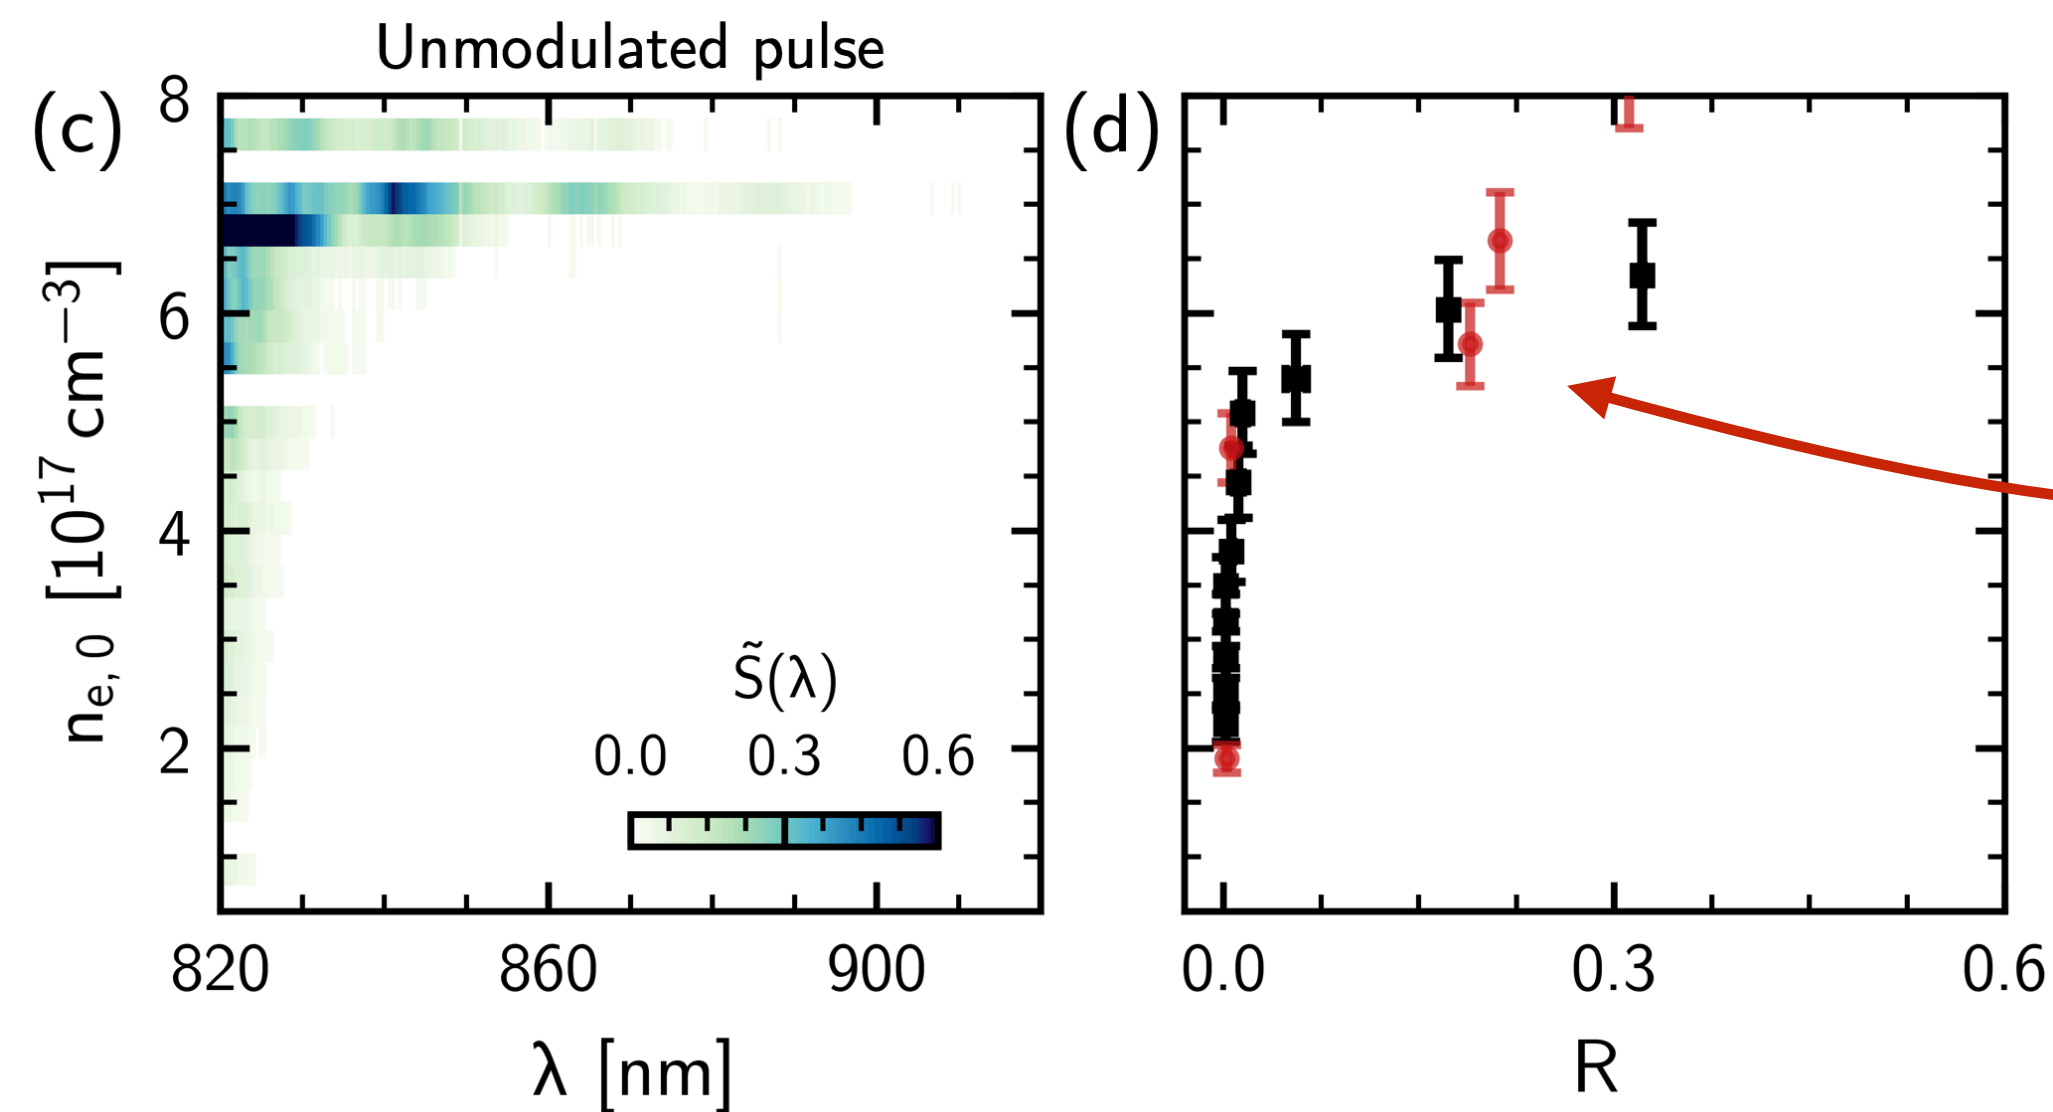 Unmodulated pulse
(c)
8
6
4
2
n_{e, 0} [10^{17} cm^{−3}]
S̃(λ)
0.0 0.3 0.6
820 860 900
λ [nm]
(d)
0.0 0.3 0.6
R